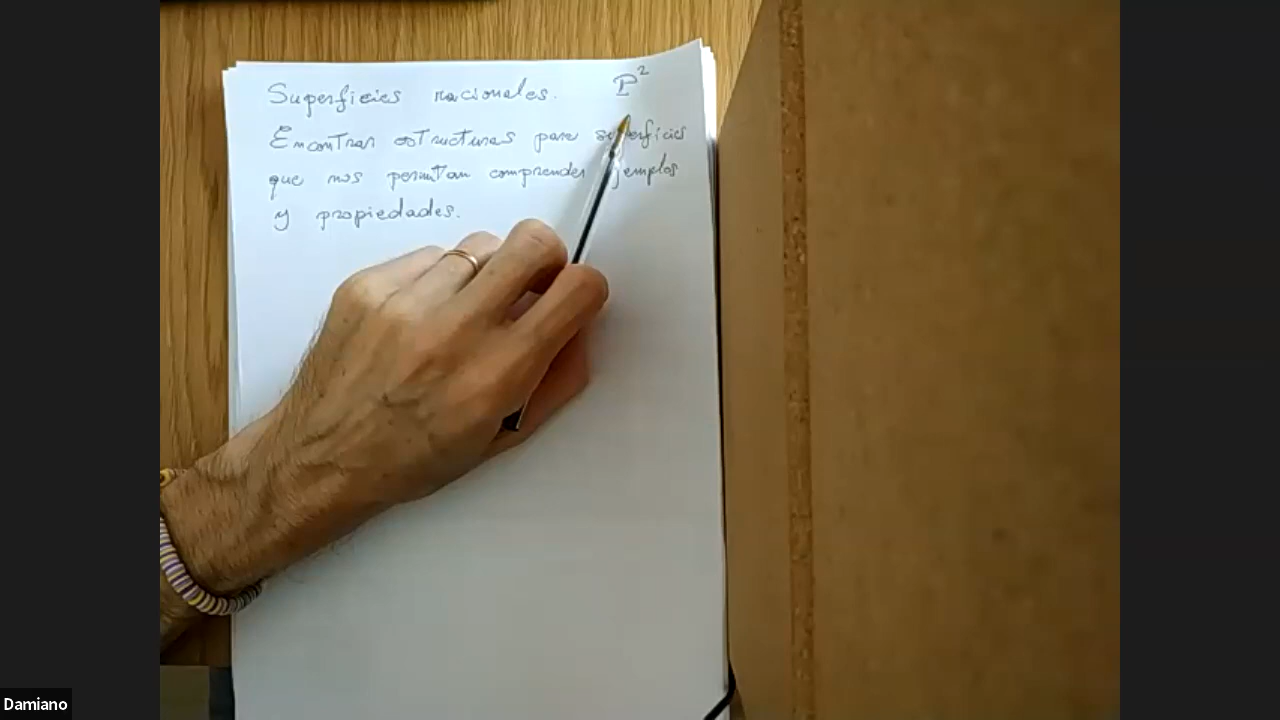 Superficies racionales. P²
Encontrar estructuras para superficies
que nos permitan comprender ejemplos
y propiedades.
Damiano